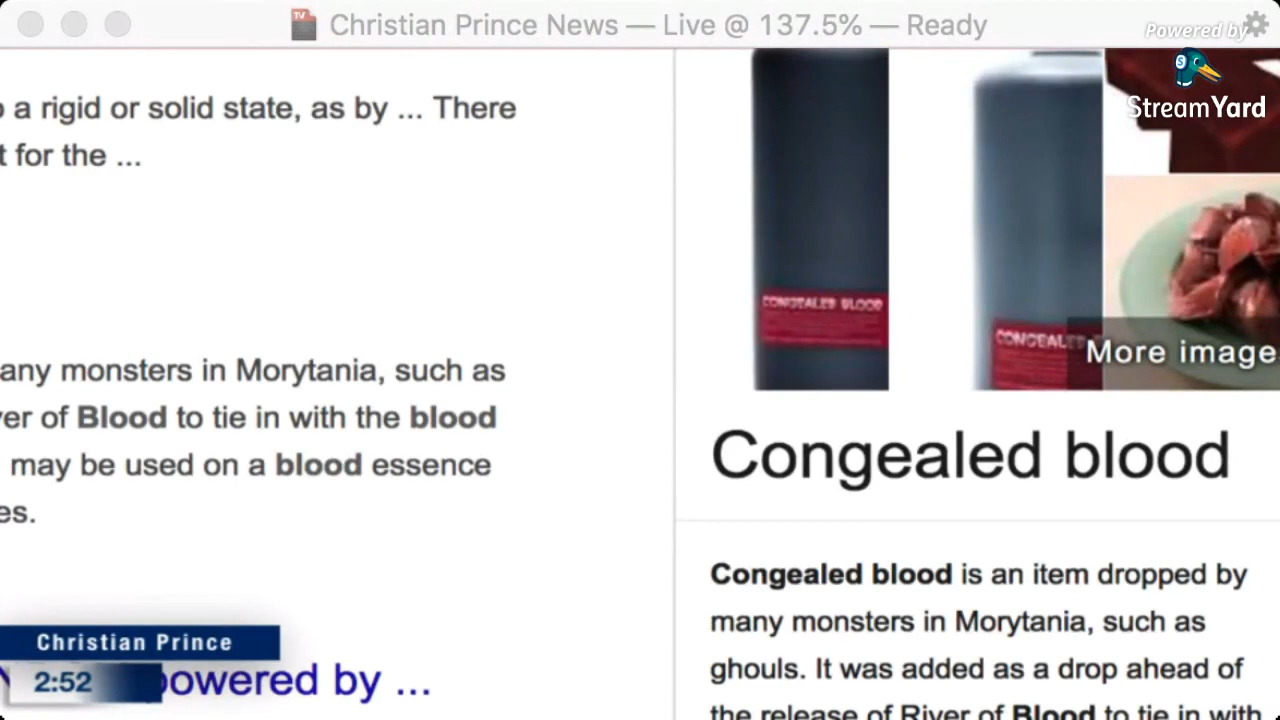 TV
Christian Prince News — Live @ 137.5% — Ready
Powered by
StreamYard
a rigid or solid state, as by ... There
t for the ...
any monsters in Morytania, such as
er of Blood to tie in with the blood
may be used on a blood essence
es.
powered by ...
CONGEALED BLOOD
CONGEALE
More image
Congealed blood
Congealed blood is an item dropped by
many monsters in Morytania, such as
ghouls. It was added as a drop ahead of
the release of River of Blood to tie in with
Christian Prince
2:52